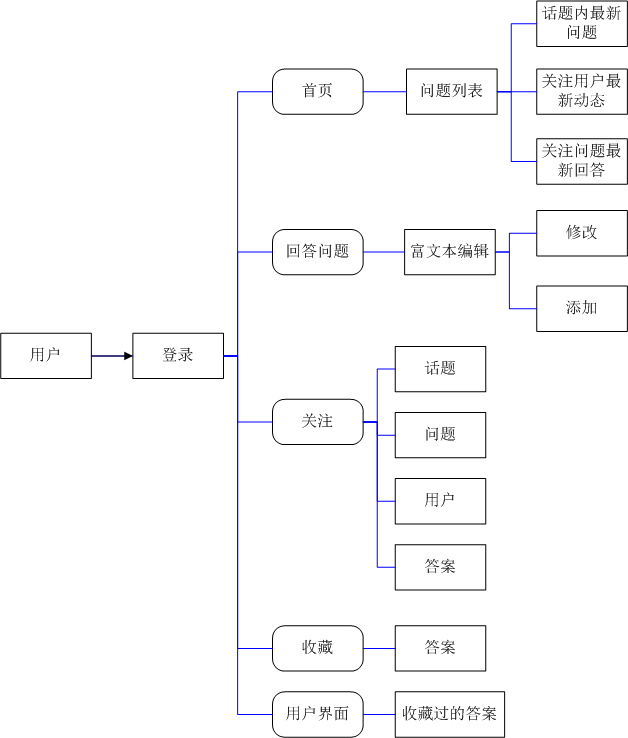 用户
登录
首页
问题列表
话题内最新
问题
关注用户最
新动态
关注问题最
新回答
回答问题
富文本编辑
修改
添加
关注
话题
问题
用户
答案
收藏
答案
用户界面
收藏过的答案